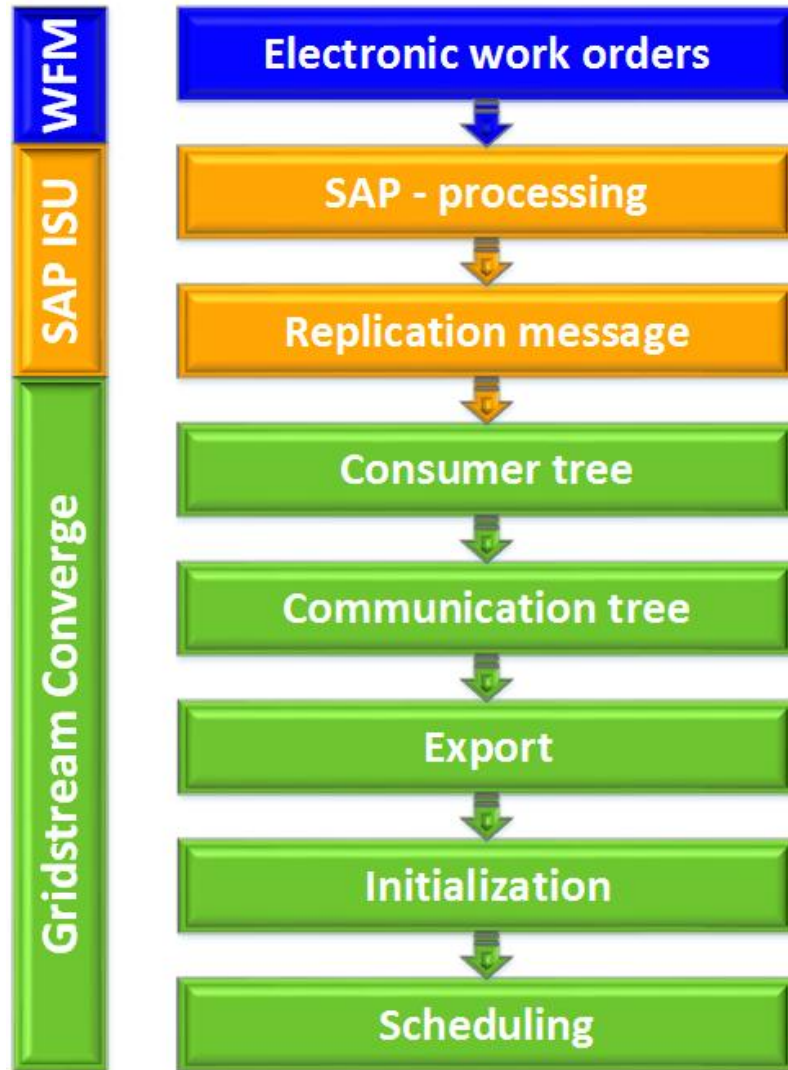 WFM
Electronic work orders
SAP ISU
SAP - processing
Replication message
Gridstream Converge
Consumer tree
Communication tree
Export
Initialization
Scheduling